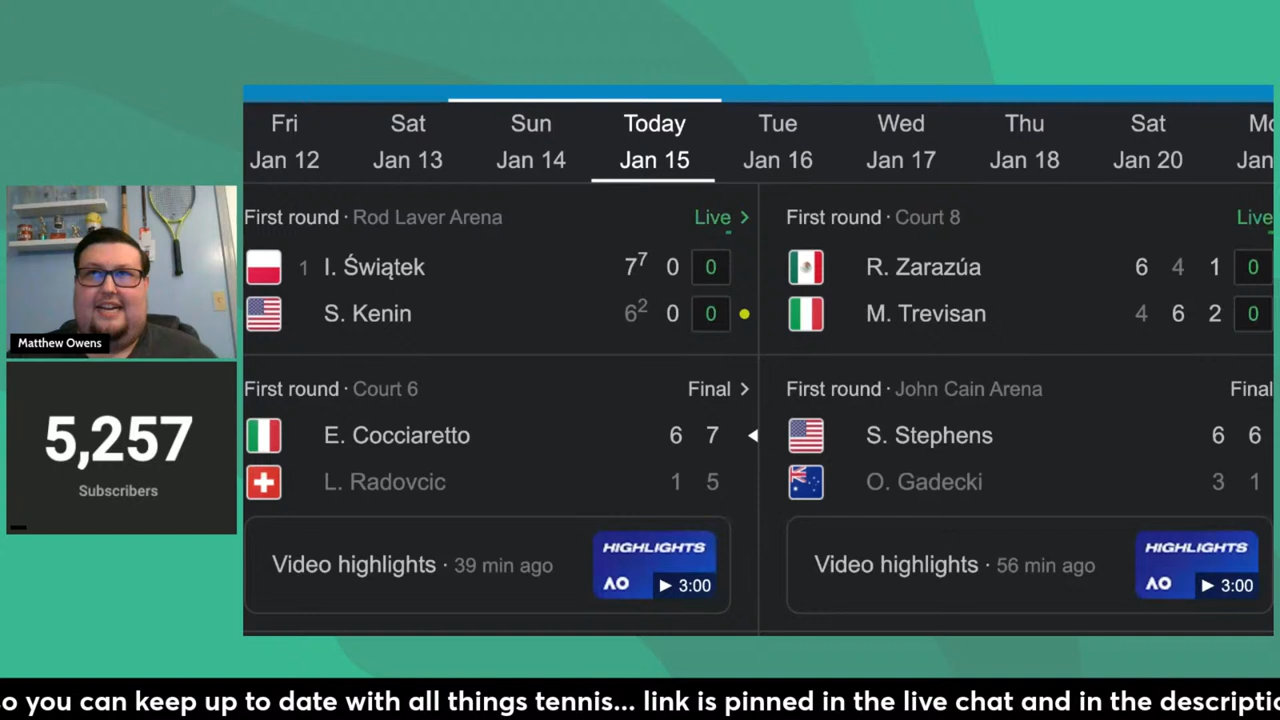 Fri Sat Sun Today Tue Wed Thu Sat Mo
Jan 12 Jan 13 Jan 14 Jan 15 Jan 16 Jan 17 Jan 18 Jan 20 Jan
First round · Rod Laver Arena Live
1 I. Świątek 7⁷ 0 0
S. Kenin 6² 0 0
First round · Court 8 Live
R. Zarazúa 6 4 1 0
M. Trevisan 4 6 2 0
First round · Court 6 Final
E. Cocciaretto 6 7
L. Radovcic 1 5
Video highlights · 39 min ago
HIGHLIGHTS
AO 3:00
First round · John Cain Arena Final
S. Stephens 6 6
O. Gadecki 3 1
Video highlights · 56 min ago
HIGHLIGHTS
AO 3:00
Matthew Owens
5,257
Subscribers
o you can keep up to date with all things tennis... link is pinned in the live chat and in the descriptio